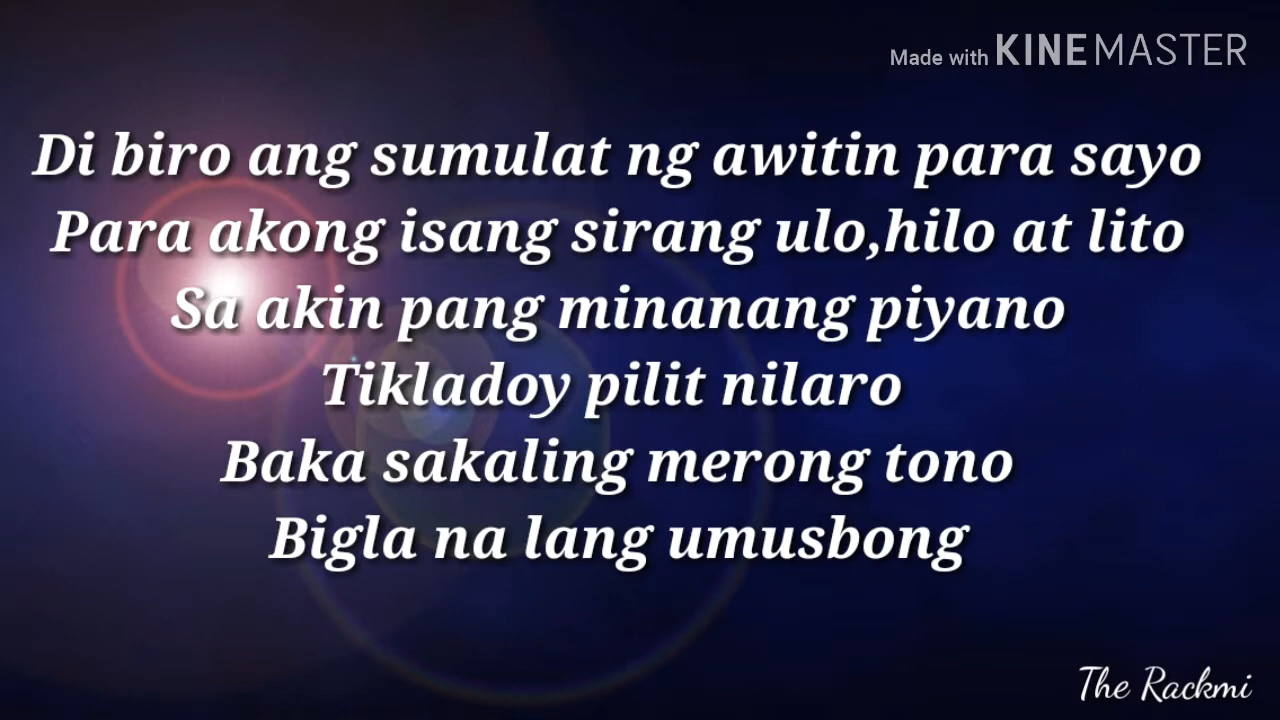 Made with KINEMASTER
Di biro ang sumulat ng awitin para sayo
Para akong isang sirang ulo,hilo at lito
Sa akin pang minanang piyano
Tikladoy pilit nilaro
Baka sakaling merong tono
Bigla na lang umusbong
The Rackmi